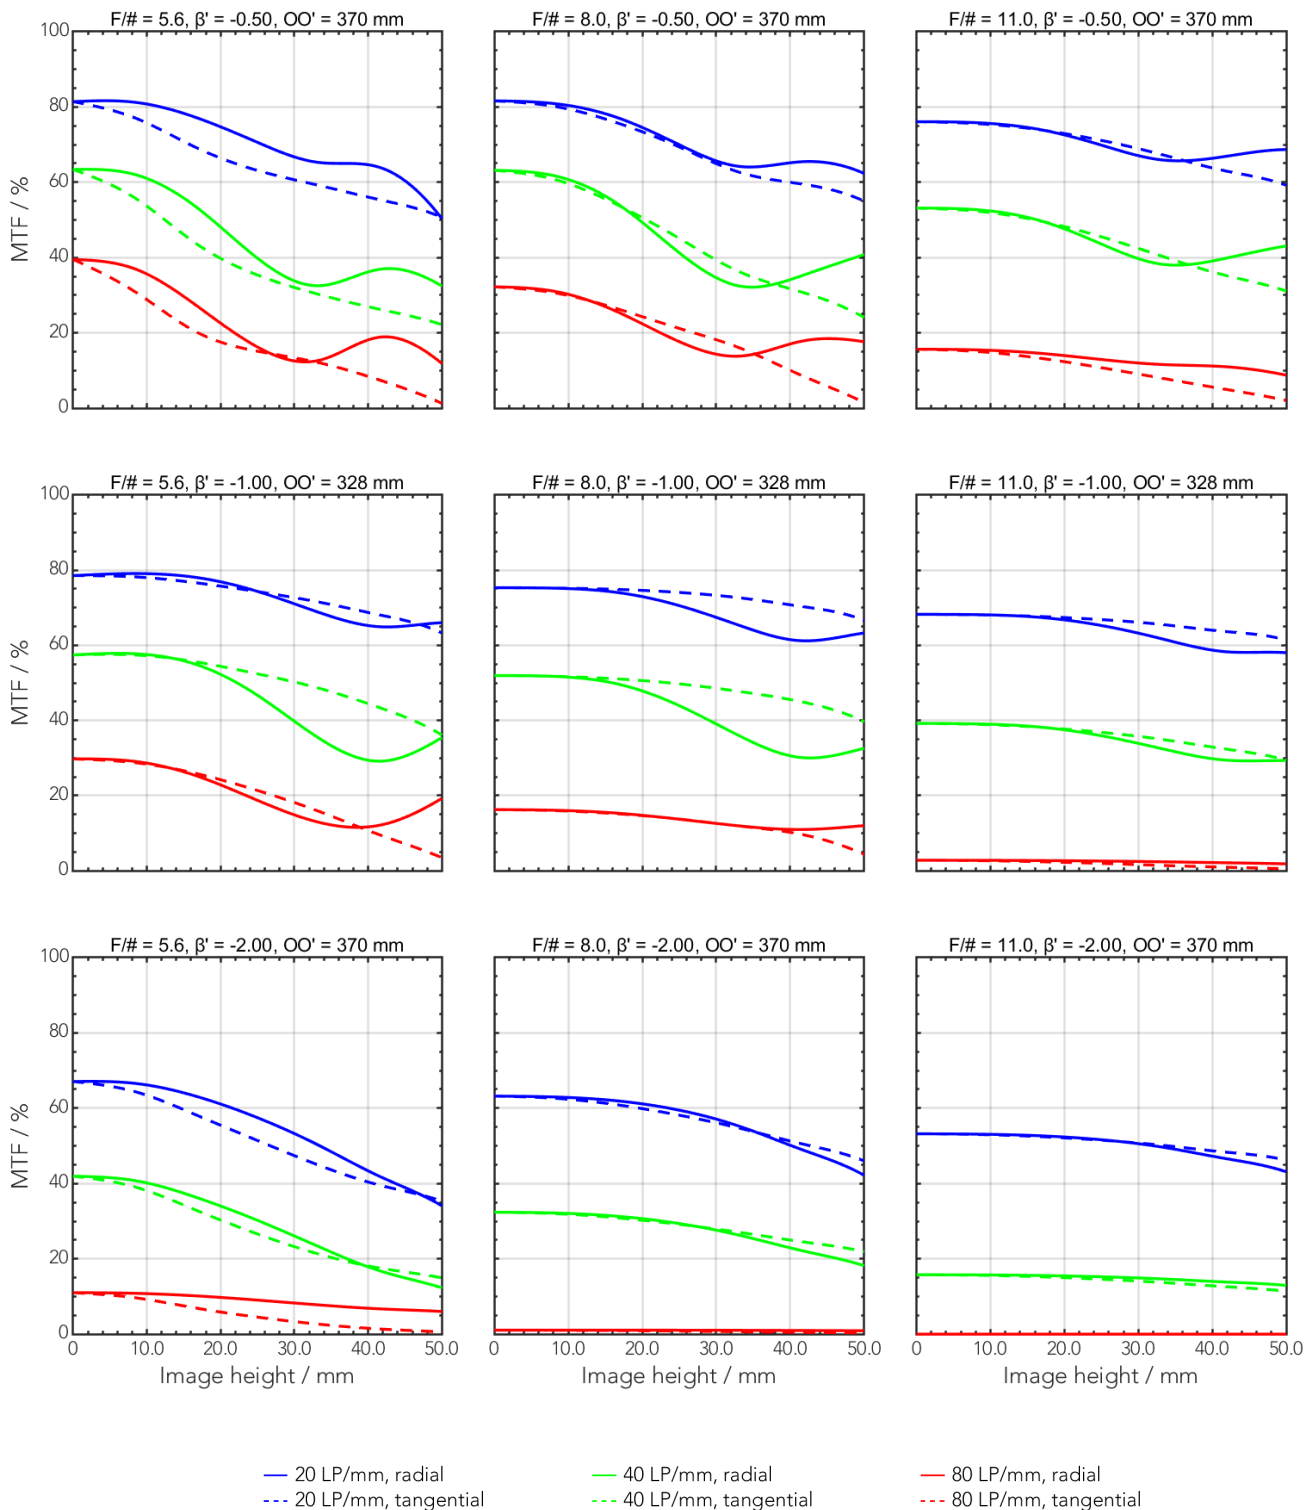 F/# = 5.6, β' = -0.50, OO' = 370 mm
F/# = 8.0, β' = -0.50, OO' = 370 mm
F/# = 11.0, β' = -0.50, OO' = 370 mm
100
80
60
40
20
0
MTF / %
F/# = 5.6, β' = -1.00, OO' = 328 mm
F/# = 8.0, β' = -1.00, OO' = 328 mm
F/# = 11.0, β' = -1.00, OO' = 328 mm
100
80
60
40
20
0
MTF / %
F/# = 5.6, β' = -2.00, OO' = 370 mm
F/# = 8.0, β' = -2.00, OO' = 370 mm
F/# = 11.0, β' = -2.00, OO' = 370 mm
100
80
60
40
20
0
MTF / %
0 10.0 20.0 30.0 40.0 50.0
0 10.0 20.0 30.0 40.0 50.0
0 10.0 20.0 30.0 40.0 50.0
Image height / mm
Image height / mm
Image height / mm
20 LP/mm, radial
40 LP/mm, radial
80 LP/mm, radial
20 LP/mm, tangential
40 LP/mm, tangential
80 LP/mm, tangential